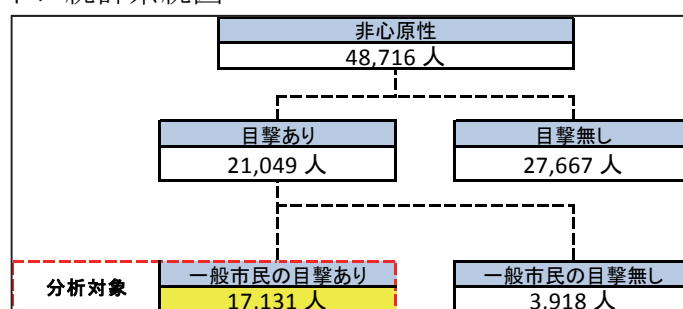 非心原性
48,716 人
目撃あり
目撃無し
21,049 人
27,667 人
分析対象
一般市民の目撃あり
一般市民の目撃無し
17,131 人
3,918 人